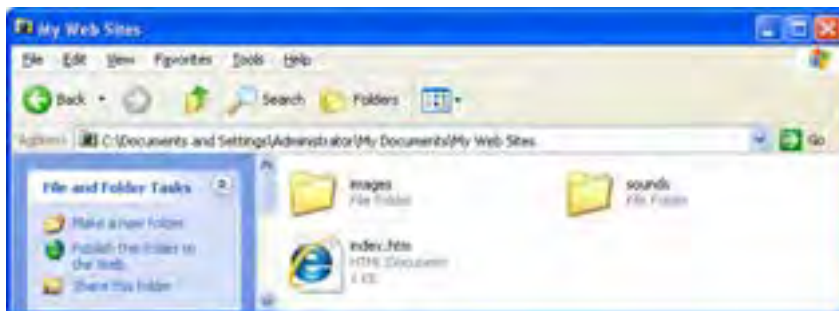 My Web Sites
File Edit View Favorites Tools Help
Back Search Folders
Address C:\Documents and Settings\Administrator\My Documents\My Web Sites Go
File and Folder Tasks
Make a new folder
Publish this folder to
the Web
Share this folder
images
File Folder
sounds
File Folder
index.htm
HTML Document
1 KB